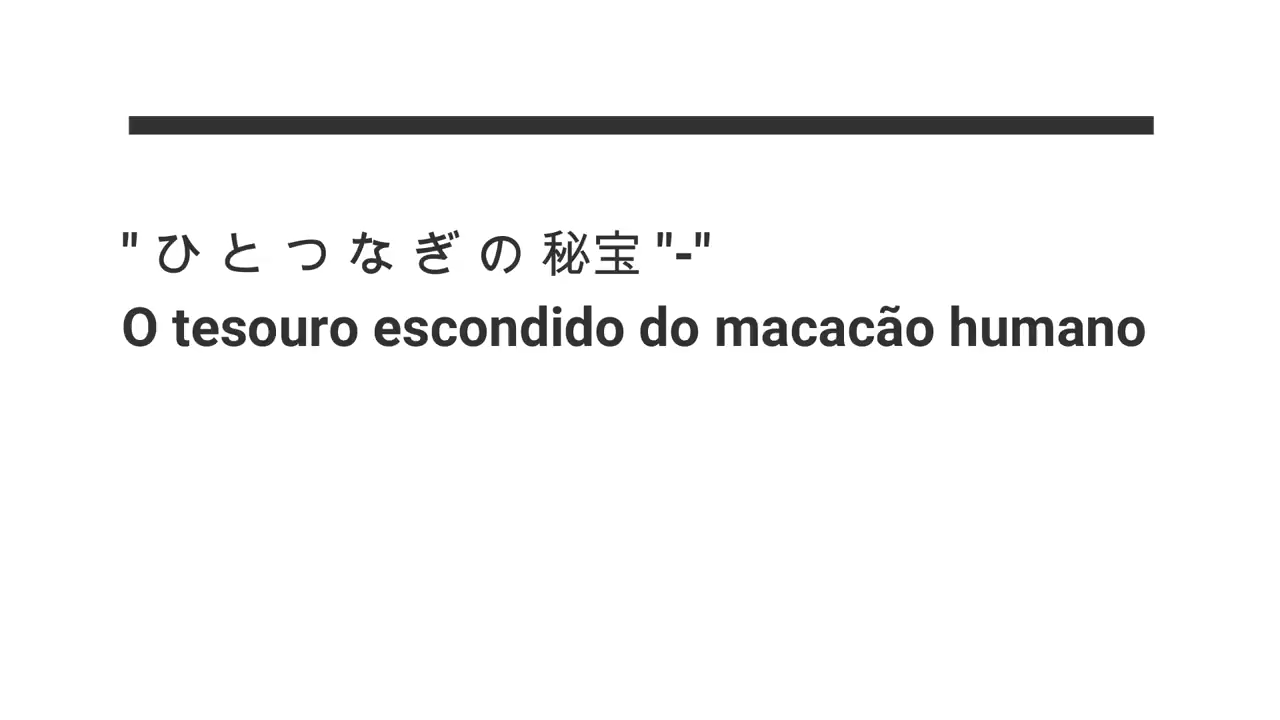 " ひ と つ な ぎ の 秘宝 "-"
O tesouro escondido do macacão humano